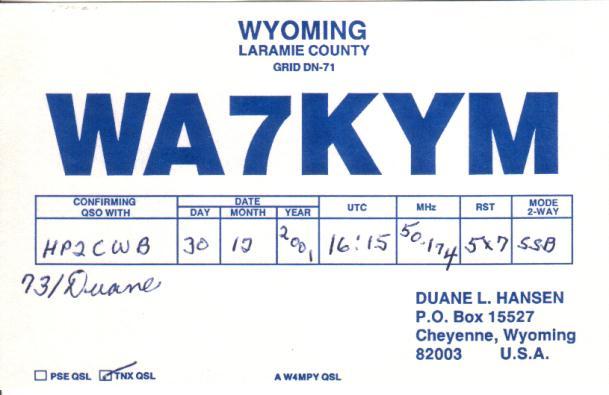 WYOMING
LARAMIE COUNTY
GRID DN-71
WA7KYM
CONFIRMING QSO WITH DATE DAY MONTH YEAR UTC MHz RST MODE 2-WAY
HP2CWB 30 12 2001 16:15 50.174 5x7 SSB
73/Duane
DUANE L. HANSEN
P.O. Box 15527
Cheyenne, Wyoming
82003 U.S.A.
PSE QSL TNX QSL A W4MPY QSL